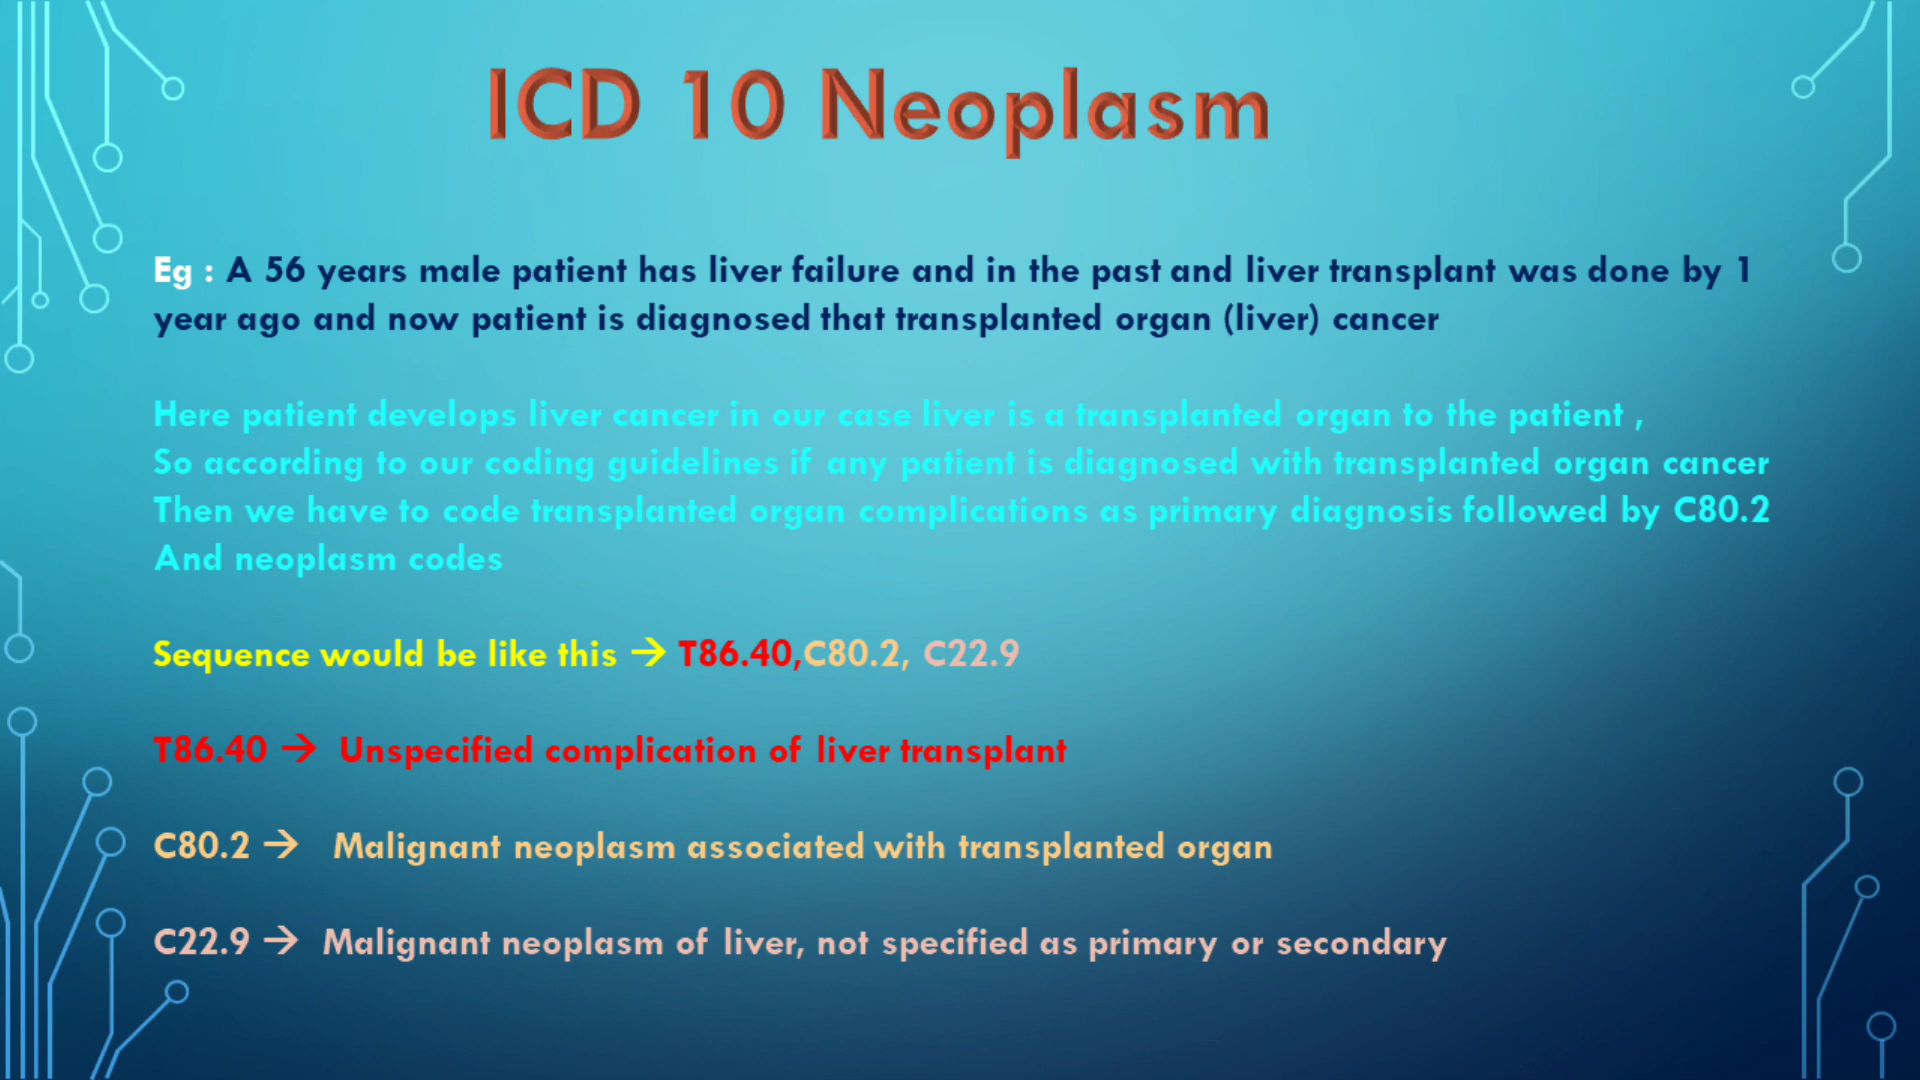 ICD 10 Neoplasm
Eg : A 56 years male patient has liver failure and in the past and liver transplant was done by 1
year ago and now patient is diagnosed that transplanted organ (liver) cancer
Here patient develops liver cancer in our case liver is a transplanted organ to the patient ,
So according to our coding guidelines if any patient is diagnosed with transplanted organ cancer
Then we have to code transplanted organ complications as primary diagnosis followed by C80.2
And neoplasm codes
Sequence would be like this → T86.40,C80.2, C22.9
T86.40 → Unspecified complication of liver transplant
C80.2 → Malignant neoplasm associated with transplanted organ
C22.9 → Malignant neoplasm of liver, not specified as primary or secondary